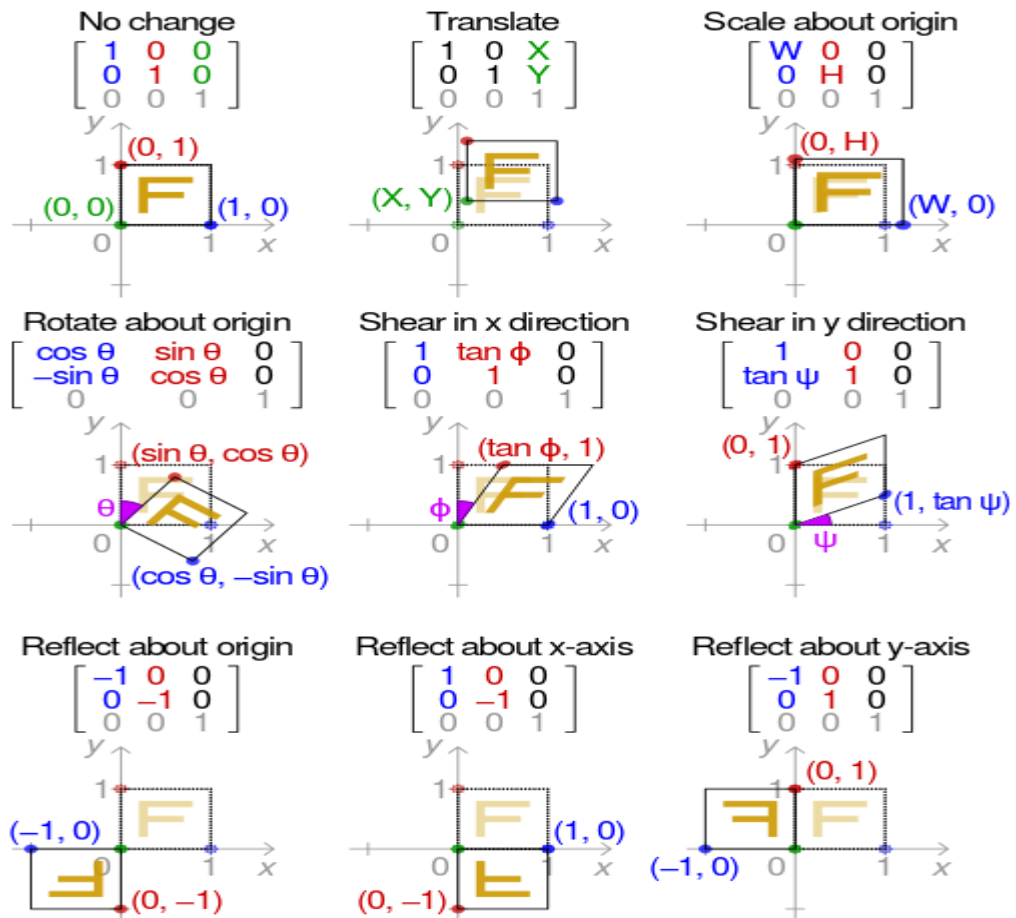 No change
1 0 0
0 1 0
0 0 1
y
(0, 1)
1
F
(0, 0)
(1, 0)
0
1
x
Translate
1 0 X
0 1 Y
0 0 1
y
1
F
F
(X, Y)
0
1
x
Scale about origin
W 0 0
0 H 0
0 0 1
y
(0, H)
1
F
F
(W, 0)
0
1
x
Rotate about origin
cos θ sin θ 0
−sin θ cos θ 0
0 0 1
y
(sin θ, cos θ)
1
F
F
θ
0
1
x
(cos θ, −sin θ)
Shear in x direction
1 tan ϕ 0
0 1 0
0 0 1
y
(tan ϕ, 1)
1
F
F
ϕ
(1, 0)
0
1
x
Shear in y direction
1 0 0
tan ψ 1 0
0 0 1
y
(0, 1)
1
F
F
(1, tan ψ)
0
ψ
1
x
Reflect about origin
−1 0 0
0 −1 0
0 0 1
y
1
F
(−1, 0)
0
1
x
F
(0, −1)
Reflect about x-axis
1 0 0
0 −1 0
0 0 1
y
1
F
(1, 0)
0
1
x
F
(0, −1)
Reflect about y-axis
−1 0 0
0 1 0
0 0 1
y
(0, 1)
1
F
F
(−1, 0)
0
1
x